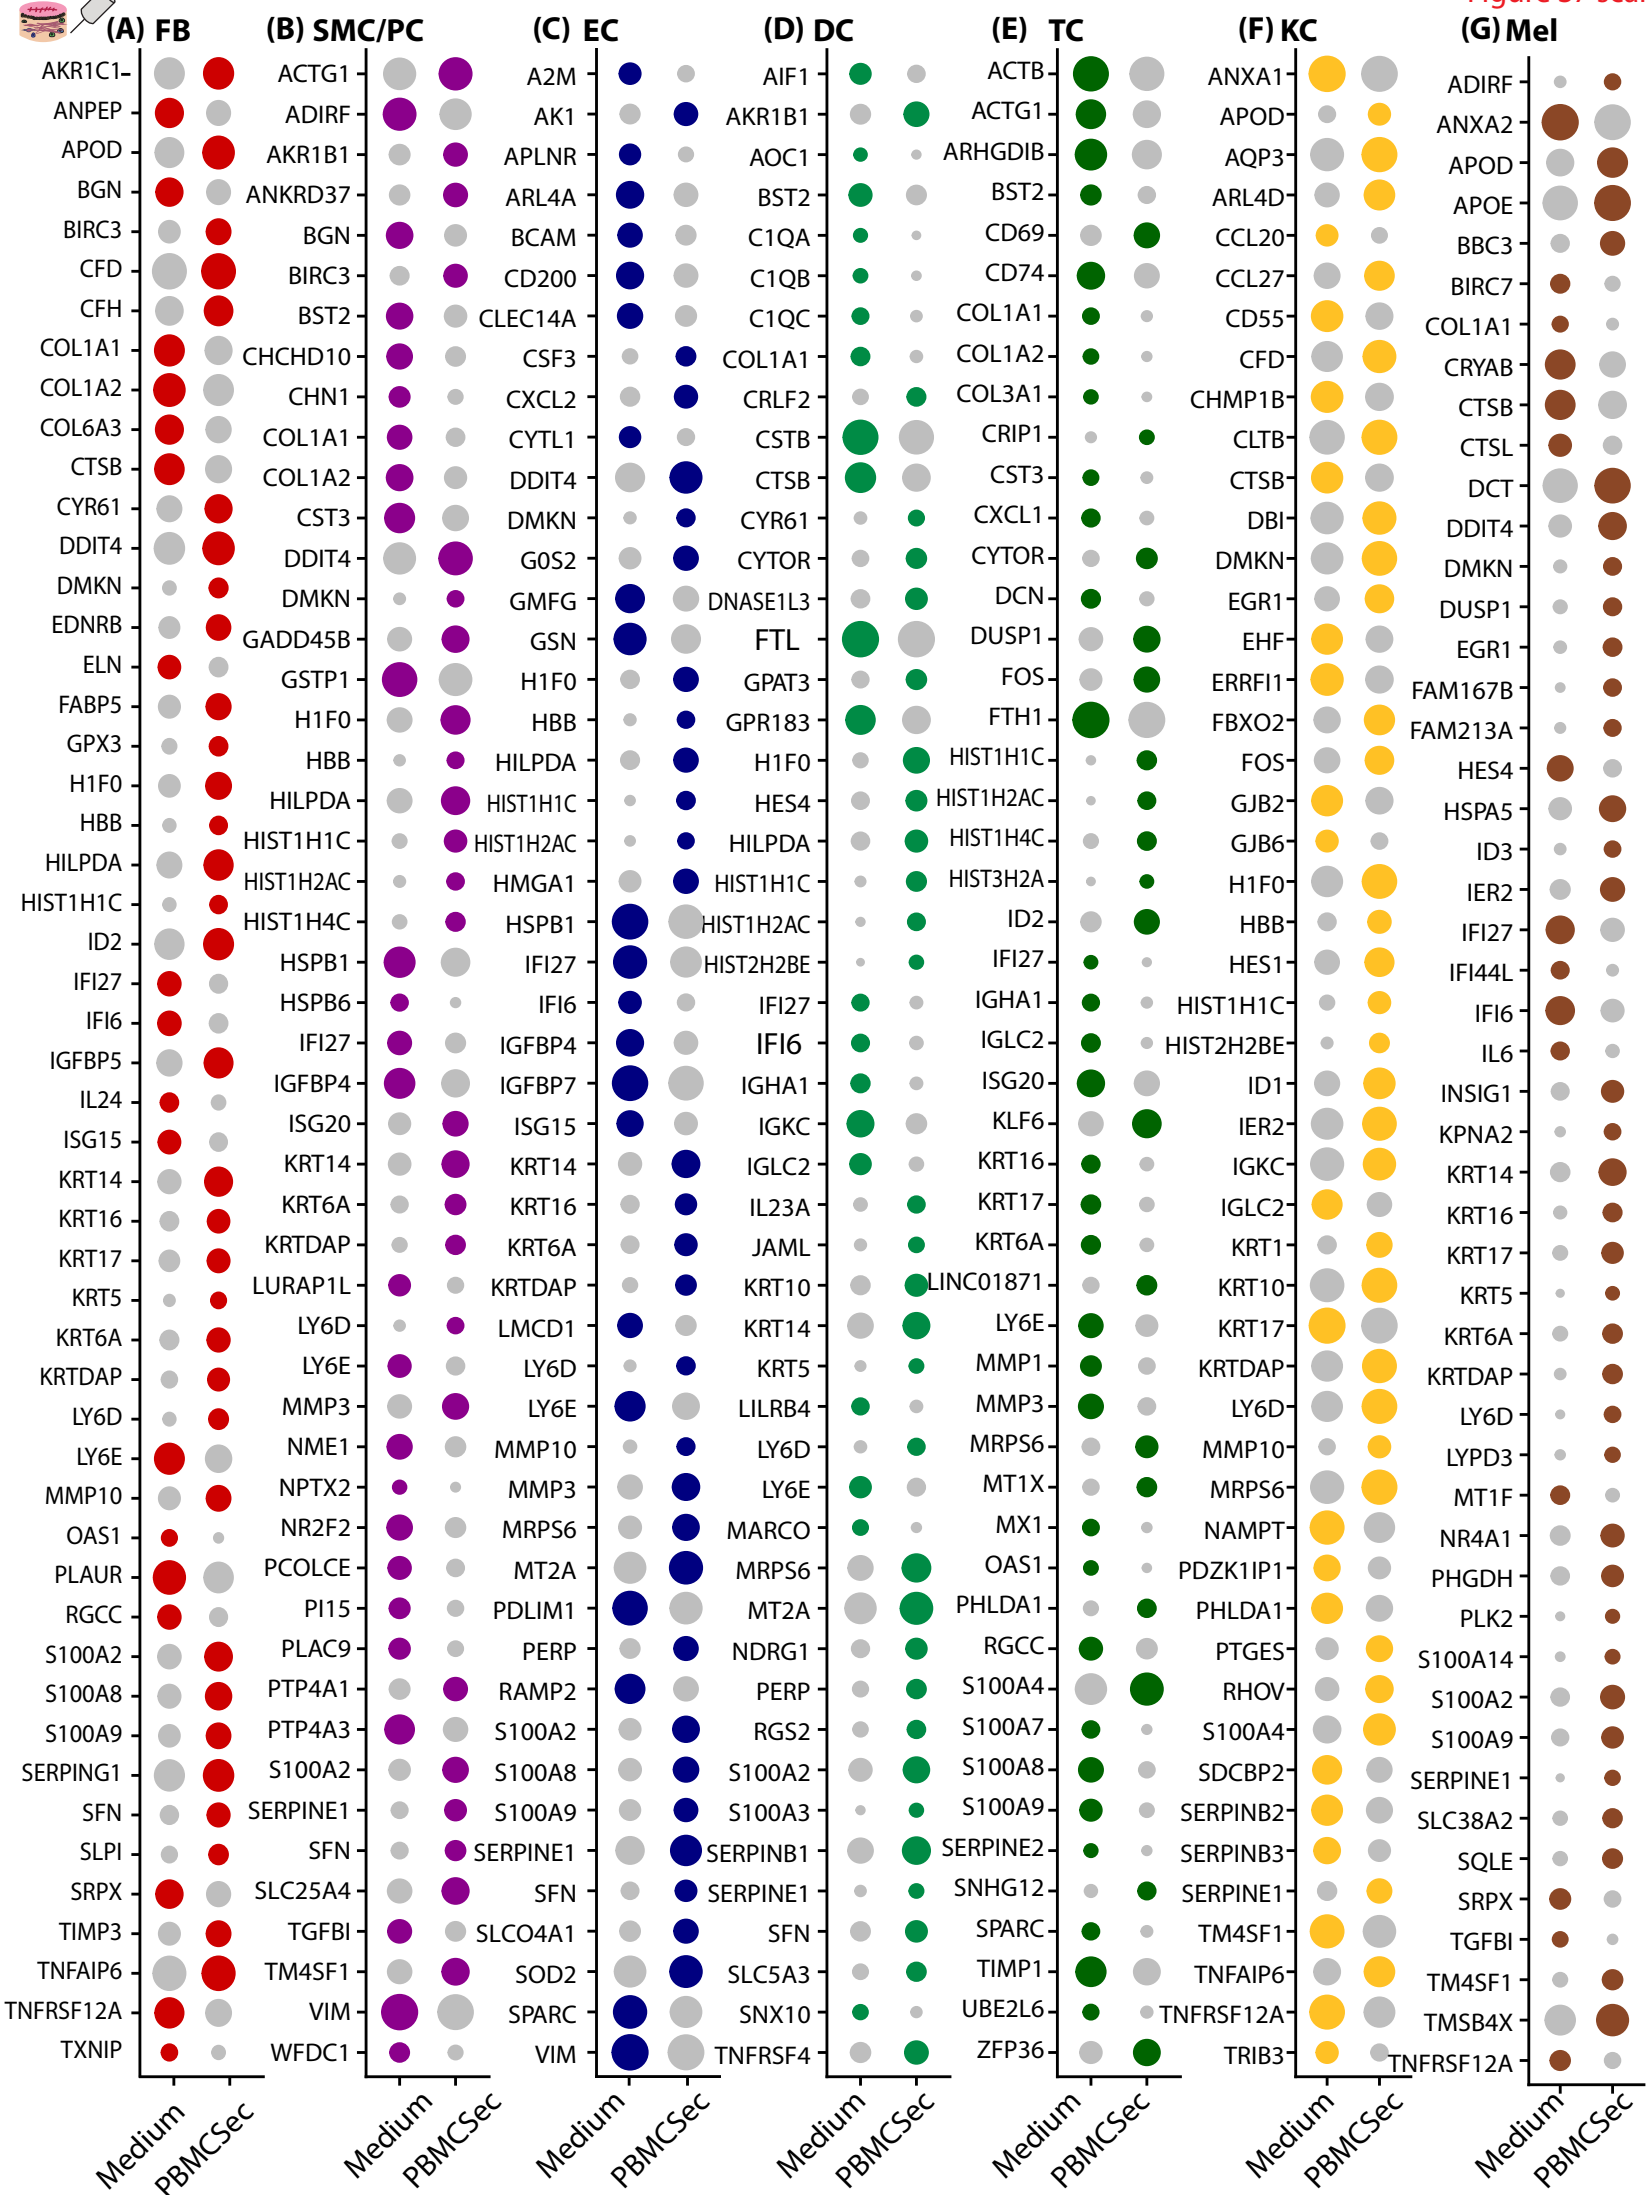 (A) FB
AKR1C1
ANPEP
APOD
BGN
BIRC3
CFD
CFH
COL1A1
COL1A2
COL6A3
CTSB
CYR61
DDIT4
DMKN
EDNRB
ELN
FABP5
GPX3
H1F0
HBB
HILPDA
HIST1H1C
ID2
IFI27
IFI6
IGFBP5
IL24
ISG15
KRT14
KRT16
KRT17
KRT5
KRT6A
KRTDAP
LY6D
LY6E
MMP10
OAS1
PLAUR
RGCC
S100A2
S100A8
S100A9
SERPING1
SFN
SLPI
SRPX
TIMP3
TNFAIP6
TNFRSF12A
TXNIP
Medium
PBMCSec
(B) SMC/PC
ACTG1
ADIRF
AKR1B1
ANKRD37
BGN
BIRC3
BST2
CHCHD10
CHN1
COL1A1
COL1A2
CST3
DDIT4
DMKN
GADD45B
GSTP1
H1F0
HBB
HILPDA
HIST1H1C
HIST1H2AC
HIST1H4C
HSPB1
HSPB6
IFI27
IGFBP4
ISG20
KRT14
KRT6A
KRTDAP
LURAP1L
LY6D
LY6E
MMP3
NME1
NPTX2
NR2F2
PCOLCE
PI15
PLAC9
PTP4A1
PTP4A3
S100A2
SERPINE1
SFN
SLC25A4
TGFBI
TM4SF1
VIM
WFDC1
Medium
PBMCSec
(C) EC
A2M
AK1
APLNR
ARL4A
BCAM
CD200
CLEC14A
CSF3
CXCL2
CYTL1
DDIT4
DMKN
G0S2
GMFG
GSN
H1F0
HBB
HILPDA
HIST1H1C
HIST1H2AC
HMGA1
HSPB1
IFI27
IFI6
IGFBP4
IGFBP7
ISG15
KRT14
KRT16
KRT6A
KRTDAP
LMCD1
LY6D
LY6E
MMP10
MMP3
MRPS6
MT2A
PDLIM1
PERP
RAMP2
S100A2
S100A8
S100A9
SERPINE1
SFN
SLCO4A1
SOD2
SPARC
VIM
Medium
PBMCSec
(D) DC
AIF1
AKR1B1
AOC1
BST2
C1QA
C1QB
C1QC
COL1A1
CRLF2
CSTB
CTSB
CYR61
CYTOR
DNASE1L3
FTL
GPAT3
GPR183
H1F0
HES4
HILPDA
HIST1H1C
HIST1H2AC
HIST2H2BE
IFI27
IFI6
IGHA1
IGKC
IGLC2
IL23A
JAML
KRT10
KRT14
KRT5
LILRB4
LY6D
LY6E
MARCO
MRPS6
MT2A
NDRG1
PERP
RGS2
S100A2
S100A3
SERPINB1
SERPINE1
SFN
SLC5A3
SNX10
TNFRSF4
Medium
PBMCSec
(E) TC
ACTB
ACTG1
ARHGDIB
BST2
CD69
CD74
COL1A1
COL1A2
COL3A1
CRIP1
CST3
CXCL1
CYTOR
DCN
DUSP1
FOS
FTH1
HIST1H1C
HIST1H2AC
HIST1H4C
HIST3H2A
ID2
IFI27
IGHA1
IGLC2
ISG20
KLF6
KRT16
KRT17
KRT6A
LINC01871
LY6E
MMP1
MMP3
MRPS6
MT1X
MX1
OAS1
PHLDA1
RGCC
S100A4
S100A7
S100A8
S100A9
SERPINE2
SNHG12
SPARC
TIMP1
UBE2L6
ZFP36
Medium
PBMCSec
(F) KC
ANXA1
APOD
AQP3
ARL4D
CCL20
CCL27
CD55
CFD
CHMP1B
CLTB
CTSB
DBI
DMKN
EGR1
EHF
ERRFI1
FBXO2
FOS
GJB2
GJB6
H1F0
HBB
HES1
HIST1H1C
HIST2H2BE
ID1
IER2
IGKC
IGLC2
KRT1
KRT10
KRT17
KRTDAP
LY6D
MMP10
MRPS6
NAMPT
PDZK1IP1
PHLDA1
PTGES
RHOV
S100A4
SDCBP2
SERPINB2
SERPINB3
SERPINE1
TM4SF1
TNFAIP6
TNFRSF12A
TRIB3
Medium
PBMCSec
(G) Mel
ADIRF
ANXA2
APOD
APOE
BBC3
BIRC7
COL1A1
CRYAB
CTSB
CTSL
DCT
DDIT4
DMKN
DUSP1
EGR1
FAM167B
FAM213A
HES4
HSPA5
ID3
IER2
IFI27
IFI44L
IFI6
IL6
INSIG1
KPNA2
KRT14
KRT16
KRT17
KRT5
KRT6A
KRTDAP
LY6D
LYPD3
MT1F
NR4A1
PHGDH
PLK2
S100A14
S100A2
S100A9
SERPINE1
SLC38A2
SQLE
SRPX
TGFBI
TM4SF1
TMSB4X
TNFRSF12A
Medium
PBMCSec